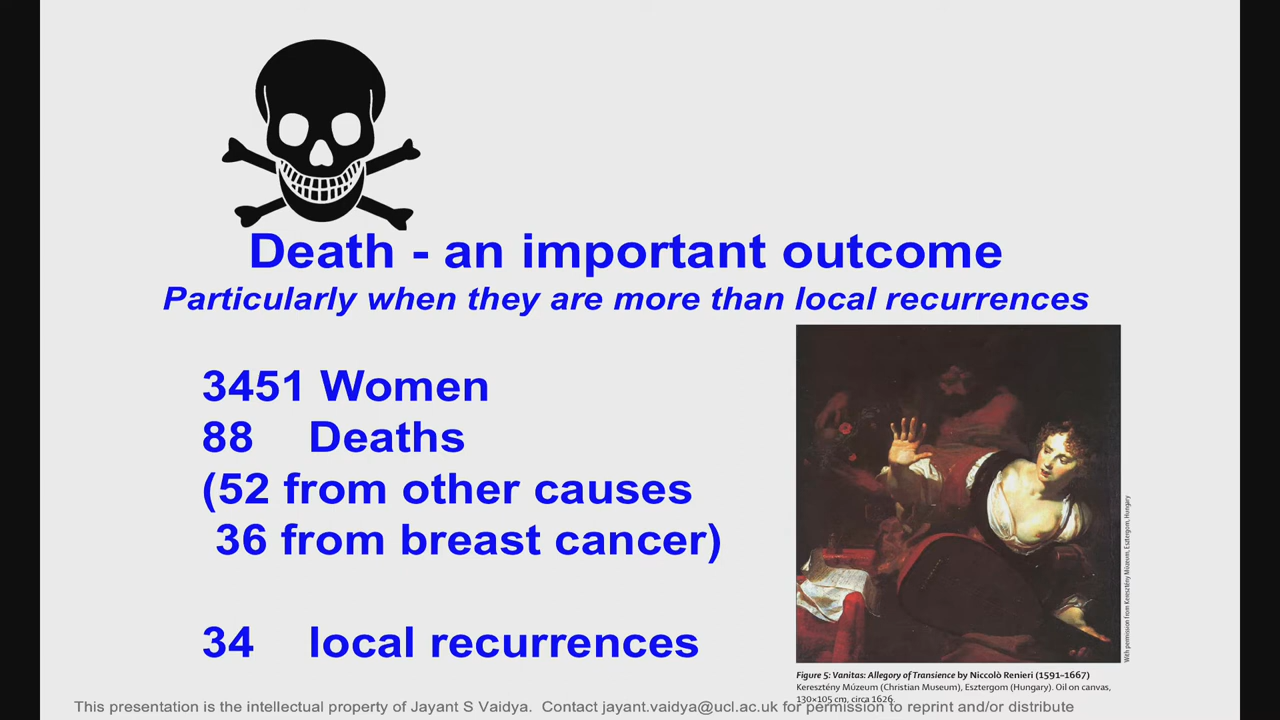 Death - an important outcome
Particularly when they are more than local recurrences
3451 Women
88 Deaths
(52 from other causes
36 from breast cancer)
34 local recurrences
With permission from Keresztény Múzeum, Esztergom, Hungary
Figure 5: Vanitas: Allegory of Transience by Niccolò Renieri (1591–1667)
Keresztény Múzeum (Christian Museum), Esztergom (Hungary). Oil on canvas,
130×105 cm, circa 1626.
This presentation is the intellectual property of Jayant S Vaidya. Contact jayant.vaidya@ucl.ac.uk for permission to reprint and/or distribute